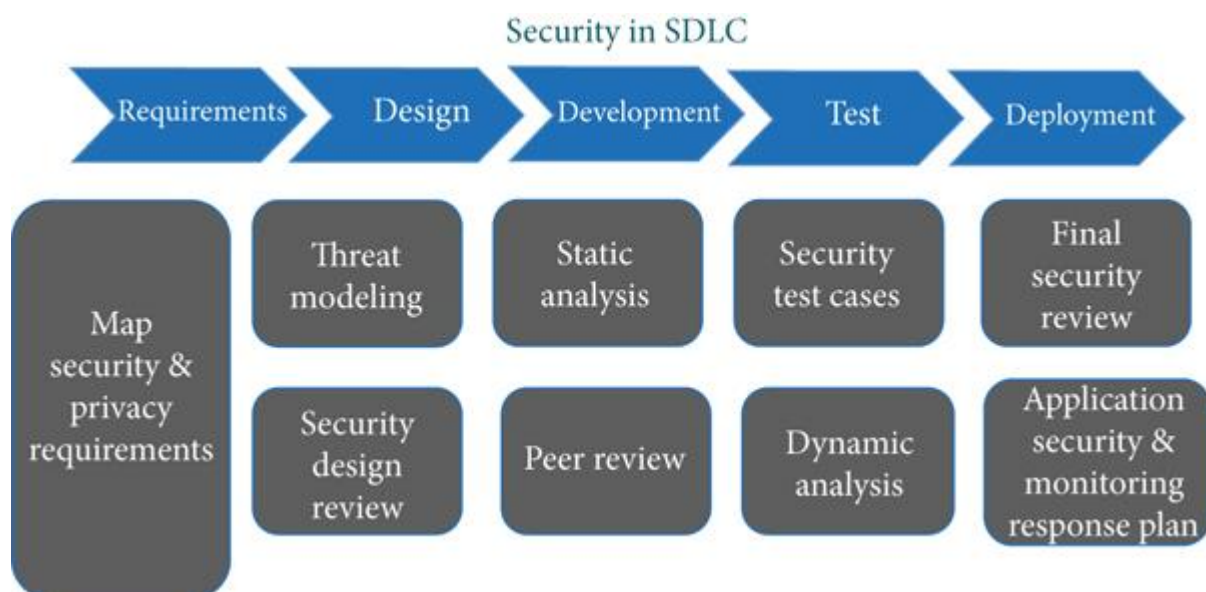 Security in SDLC
Requirements
Design
Development
Test
Deployment
Map
security &
privacy
requirements
Threat
modeling
Security
design
review
Static
analysis
Peer review
Security
test cases
Dynamic
analysis
Final
security
review
Application
security &
monitoring
response plan